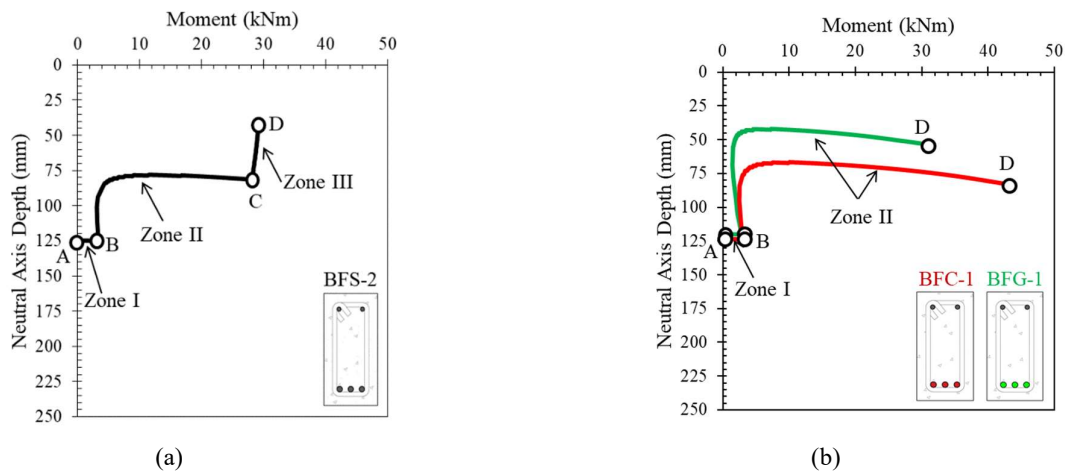 Moment (kNm)
0 10 20 30 40 50
Neutral Axis Depth (mm)
0
25
50
75
100
125
150
175
200
225
250
A
B
C
D
Zone I
Zone II
Zone III
BFS-2
(a)
Moment (kNm)
0 10 20 30 40 50
Neutral Axis Depth (mm)
0
25
50
75
100
125
150
175
200
225
250
A
B
D
D
Zone I
Zone II
BFC-1 BFG-1
(b)